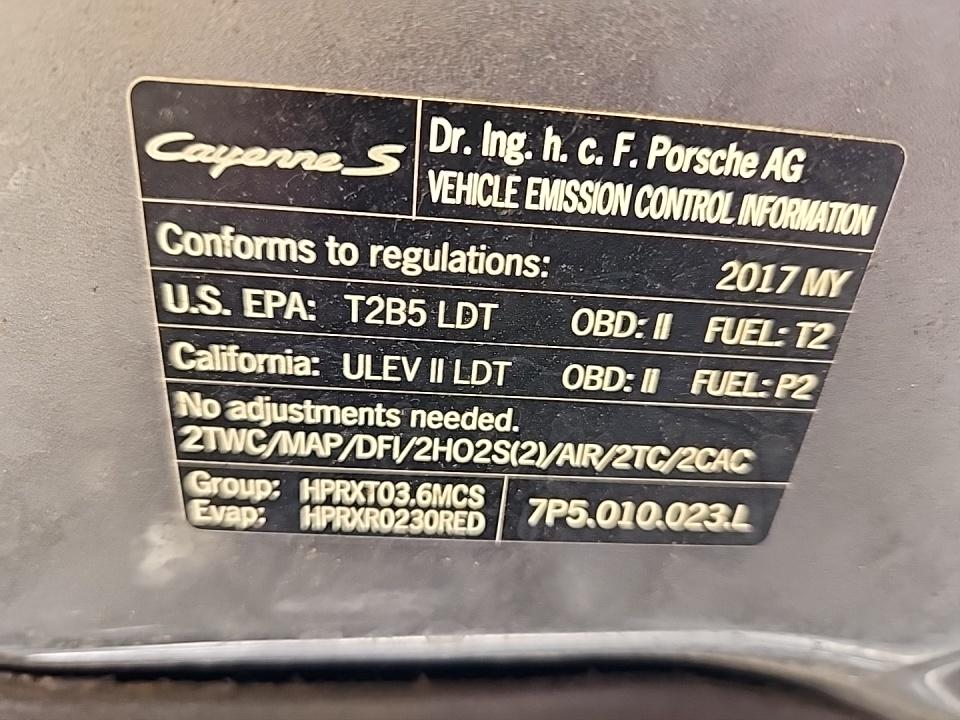 Cayenne S
Dr. Ing. h. c. F. Porsche AG
VEHICLE EMISSION CONTROL INFORMATION
Conforms to regulations: 2017 MY
U.S. EPA: T2B5 LDT OBD: II FUEL: T2
California: ULEV II LDT OBD: II FUEL: P2
No adjustments needed.
2TWC/MAP/DFI/2HO2S(2)/AIR/2TC/2CAC
Group: HPRXT03.6MCS
Evap: HPRXR0230RED
7P5.010.023.L